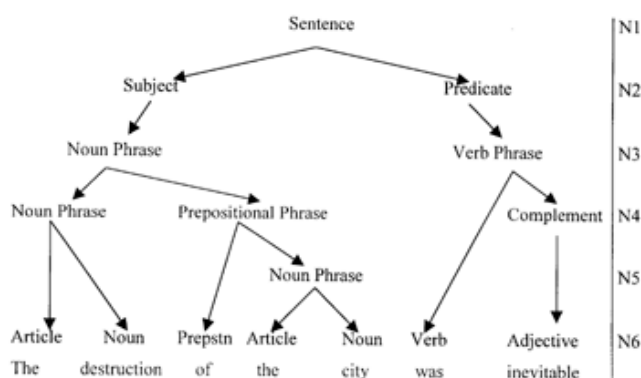 Sentence N1
Subject Predicate N2
Noun Phrase Verb Phrase N3
Noun Phrase Prepositional Phrase Complement N4
Noun Phrase N5
Article Noun Prepstn Article Noun Verb Adjective N6
The destruction of the city was inevitable